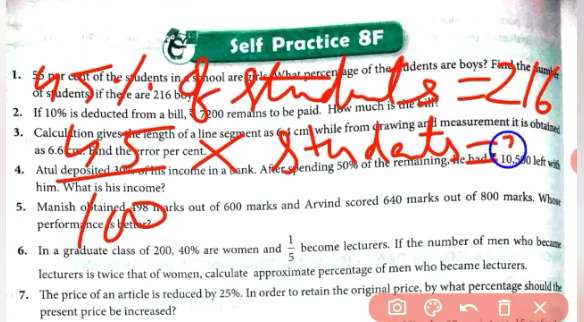 Self Practice 8F
1. 55 per cent of the students in a school are girls. What percentage of the students are boys? Find the number
of students if there are 216 boys.
2. If 10% is deducted from a bill, ₹ 7200 remains to be paid. How much is the bill?
3. Calculation gives the length of a line segment as cm while from drawing and measurement it is obtained
as 6.6 cm. Find the error per cent.
4. Atul deposited 30% of his income in a bank. After spending 50% of the remaining, he had ₹ 10,500 left with
him. What is his income?
5. Manish obtained 498 marks out of 600 marks and Arvind scored 640 marks out of 800 marks. Whose
performance is better?
6. In a graduate class of 200, 40% are women and 1/5 become lecturers. If the number of men who became
lecturers is twice that of women, calculate approximate percentage of men who became lecturers.
7. The price of an article is reduced by 25%. In order to retain the original price, by what percentage should the
present price be increased?
45% of students = 216
45/100 × students = ?